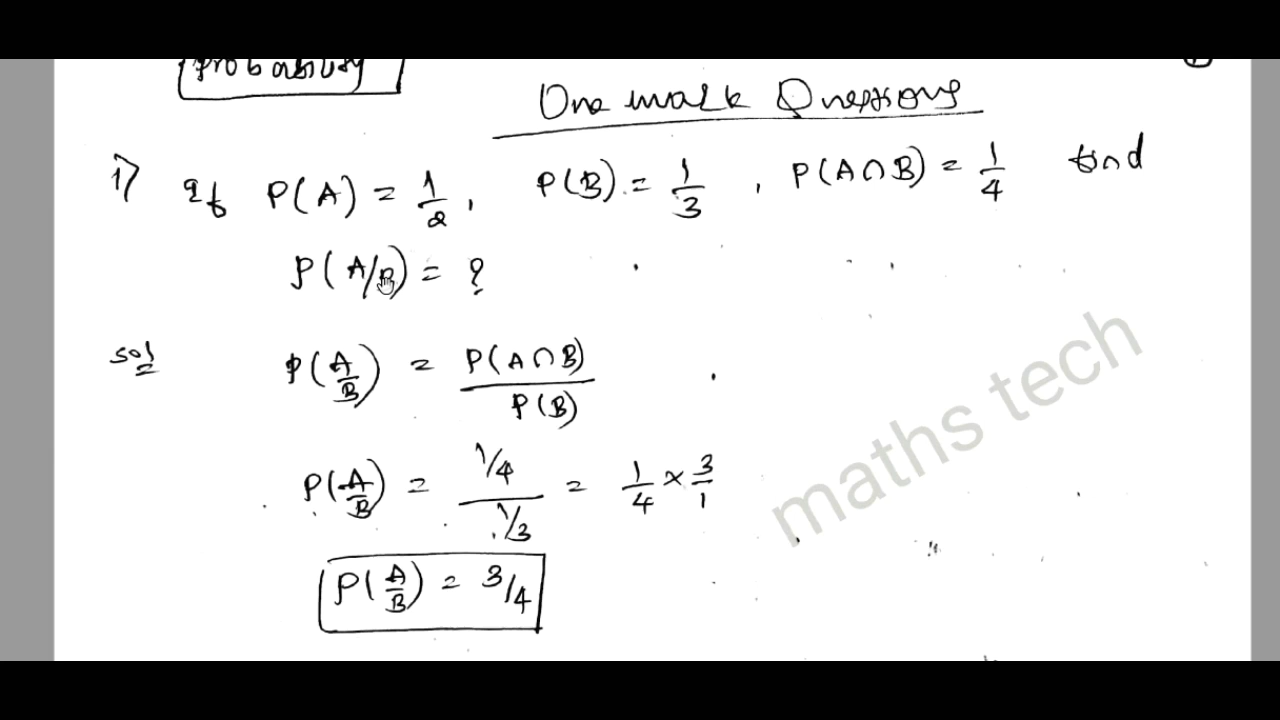 Probability
One mark Questions
1) If P(A) = 1/2, P(B) = 1/3, P(A∩B) = 1/4 find
P(A/B) = ?
Sol P(A/B) = P(A∩B) / P(B)
P(A/B) = 1/4 / 1/3 = 1/4 × 3/1
P(A/B) = 3/4
maths tech